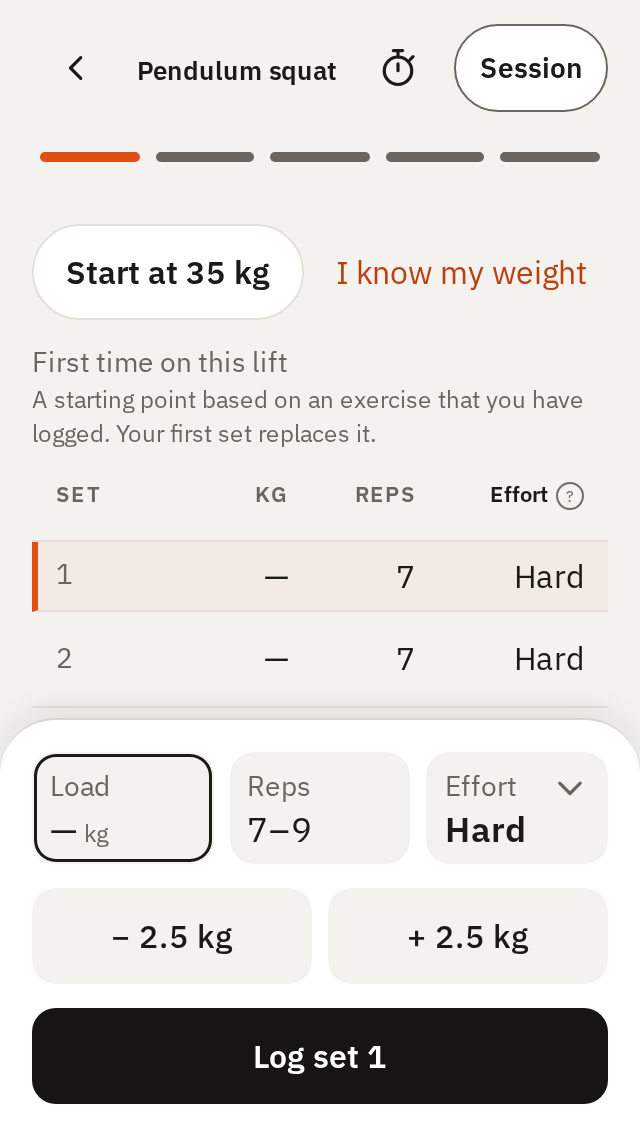 Pendulum squat
Session
Start at 35 kg
I know my weight
First time on this lift
A starting point based on an exercise that you have
logged. Your first set replaces it.
SET KG REPS Effort ?
1 — 7 Hard
2 — 7 Hard
Load Reps Effort
— kg 7–9 Hard
− 2.5 kg + 2.5 kg
Log set 1